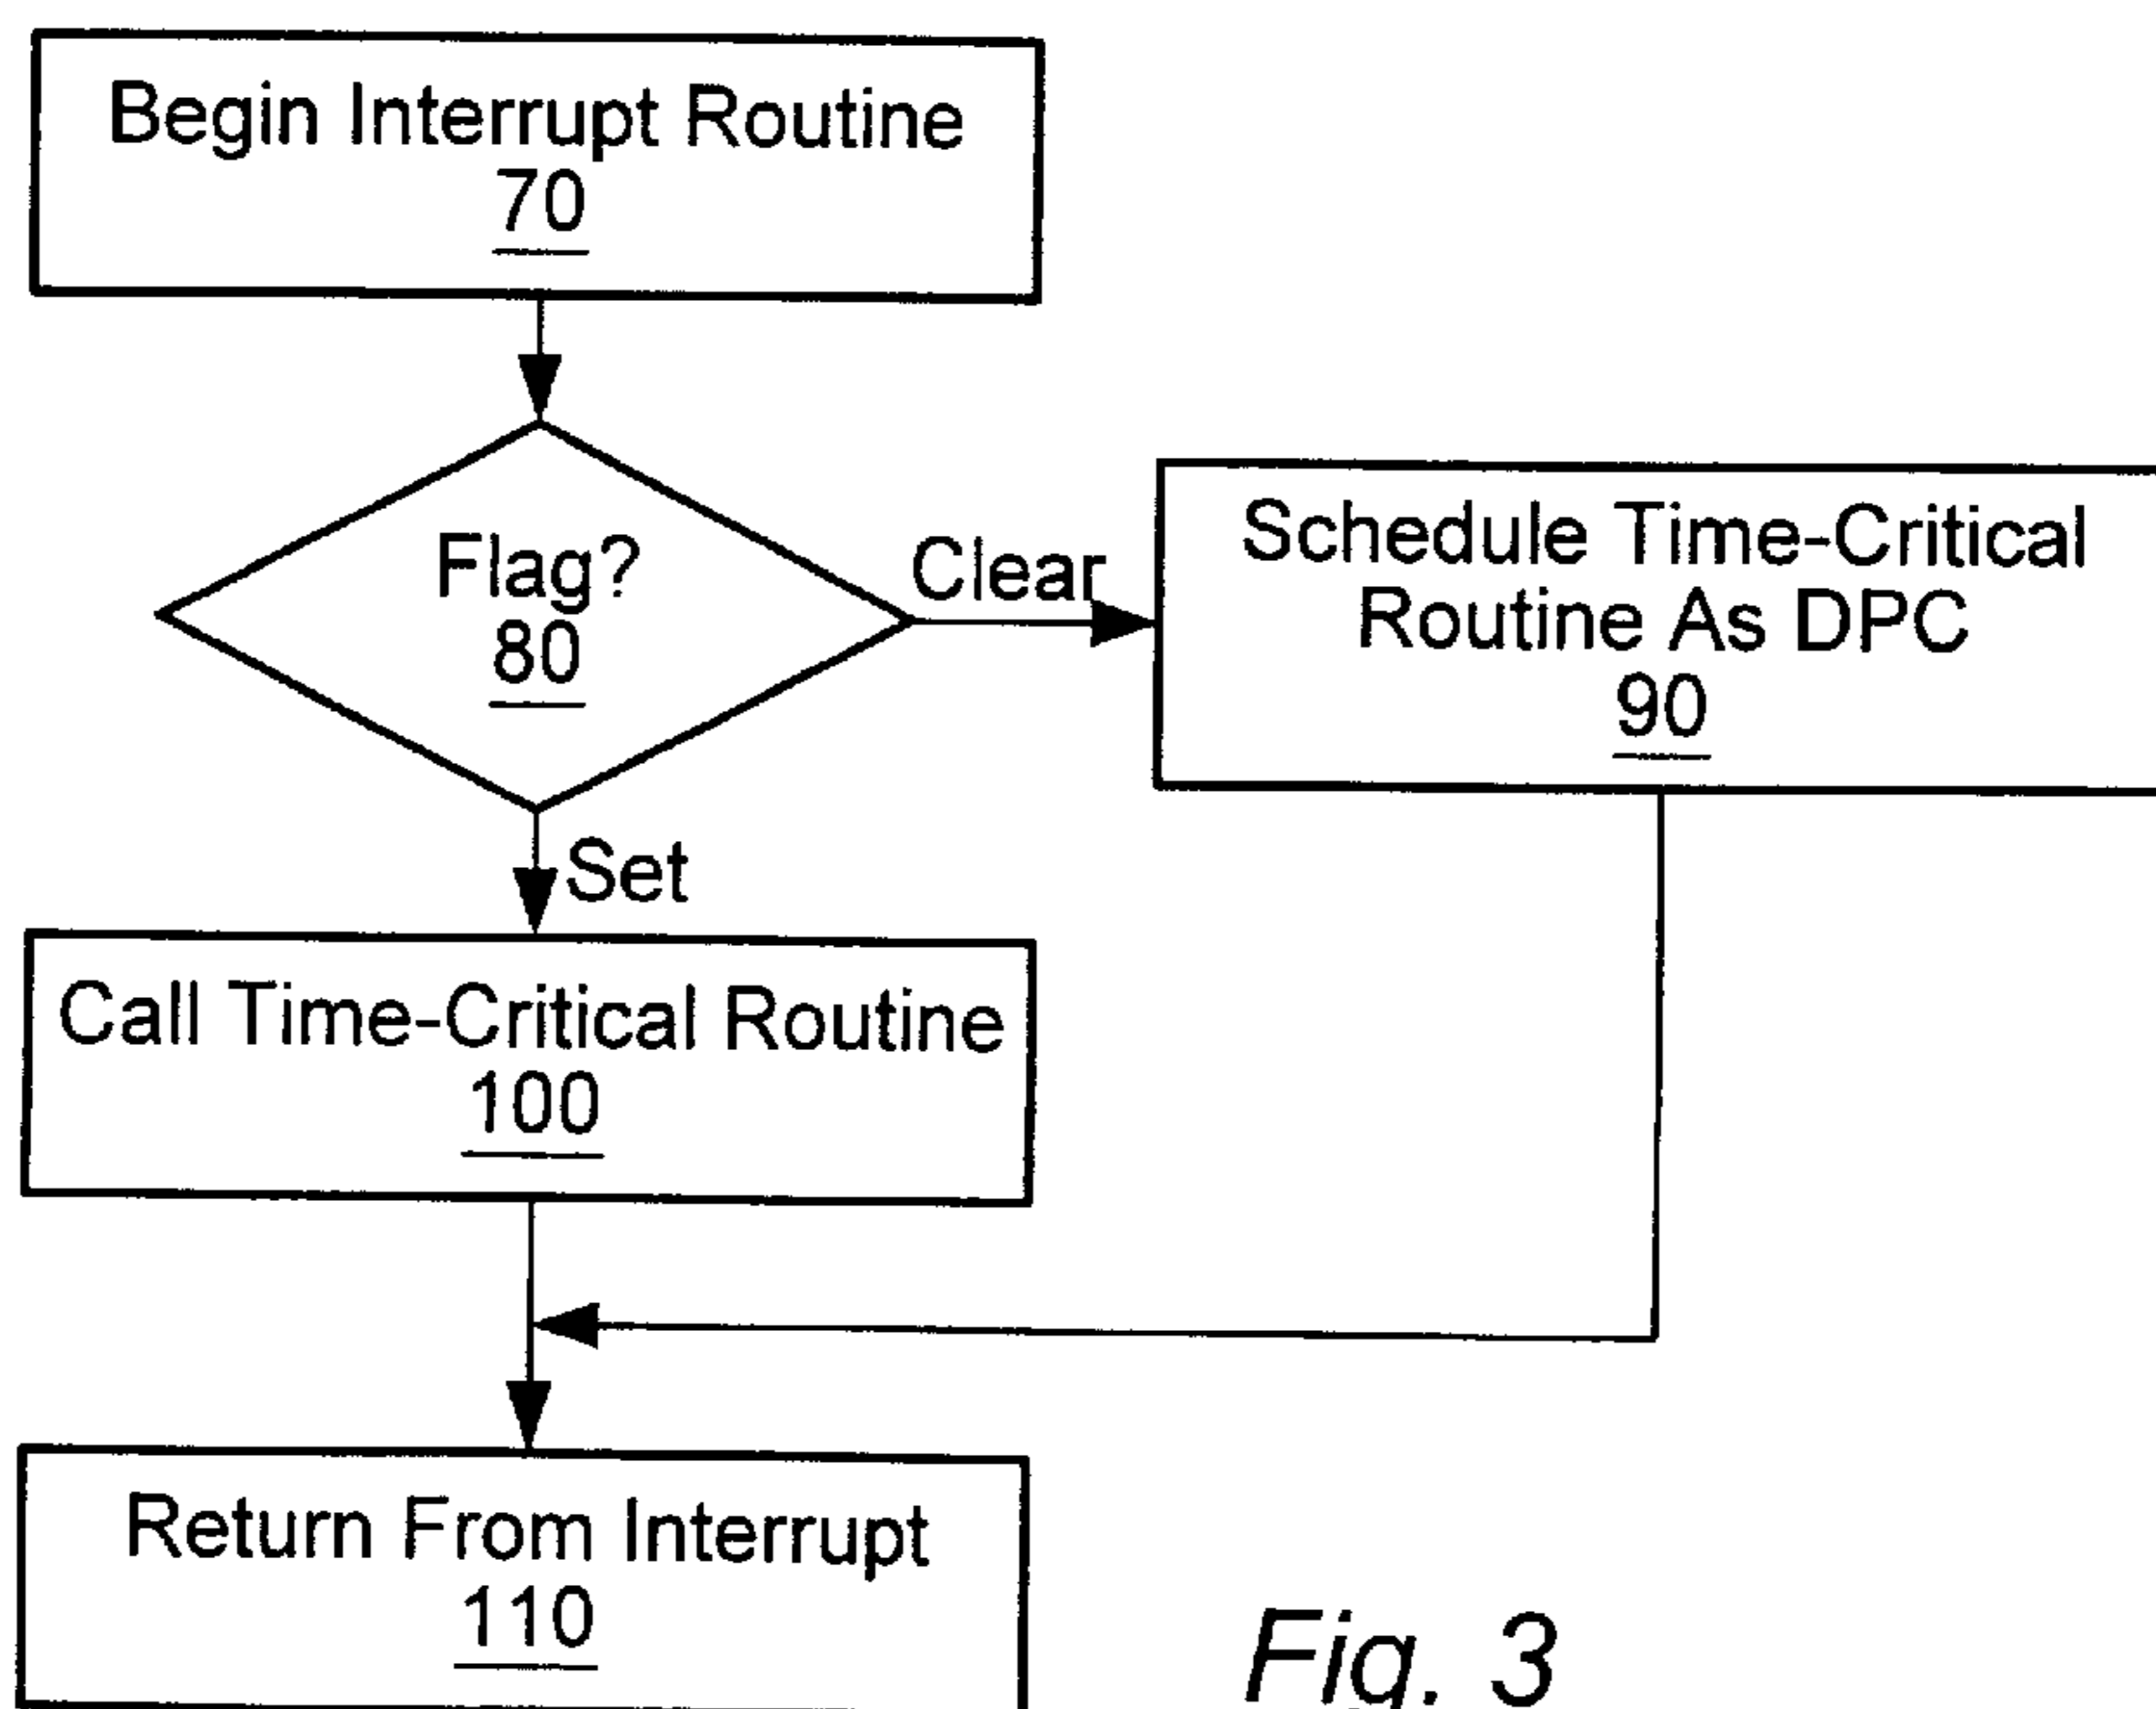 Begin Interrupt Routine
70
Flag?
80
Clear
Schedule Time-Critical
Routine As DPC
90
Set
Call Time-Critical Routine
100
Return From Interrupt
110
Fig. 3